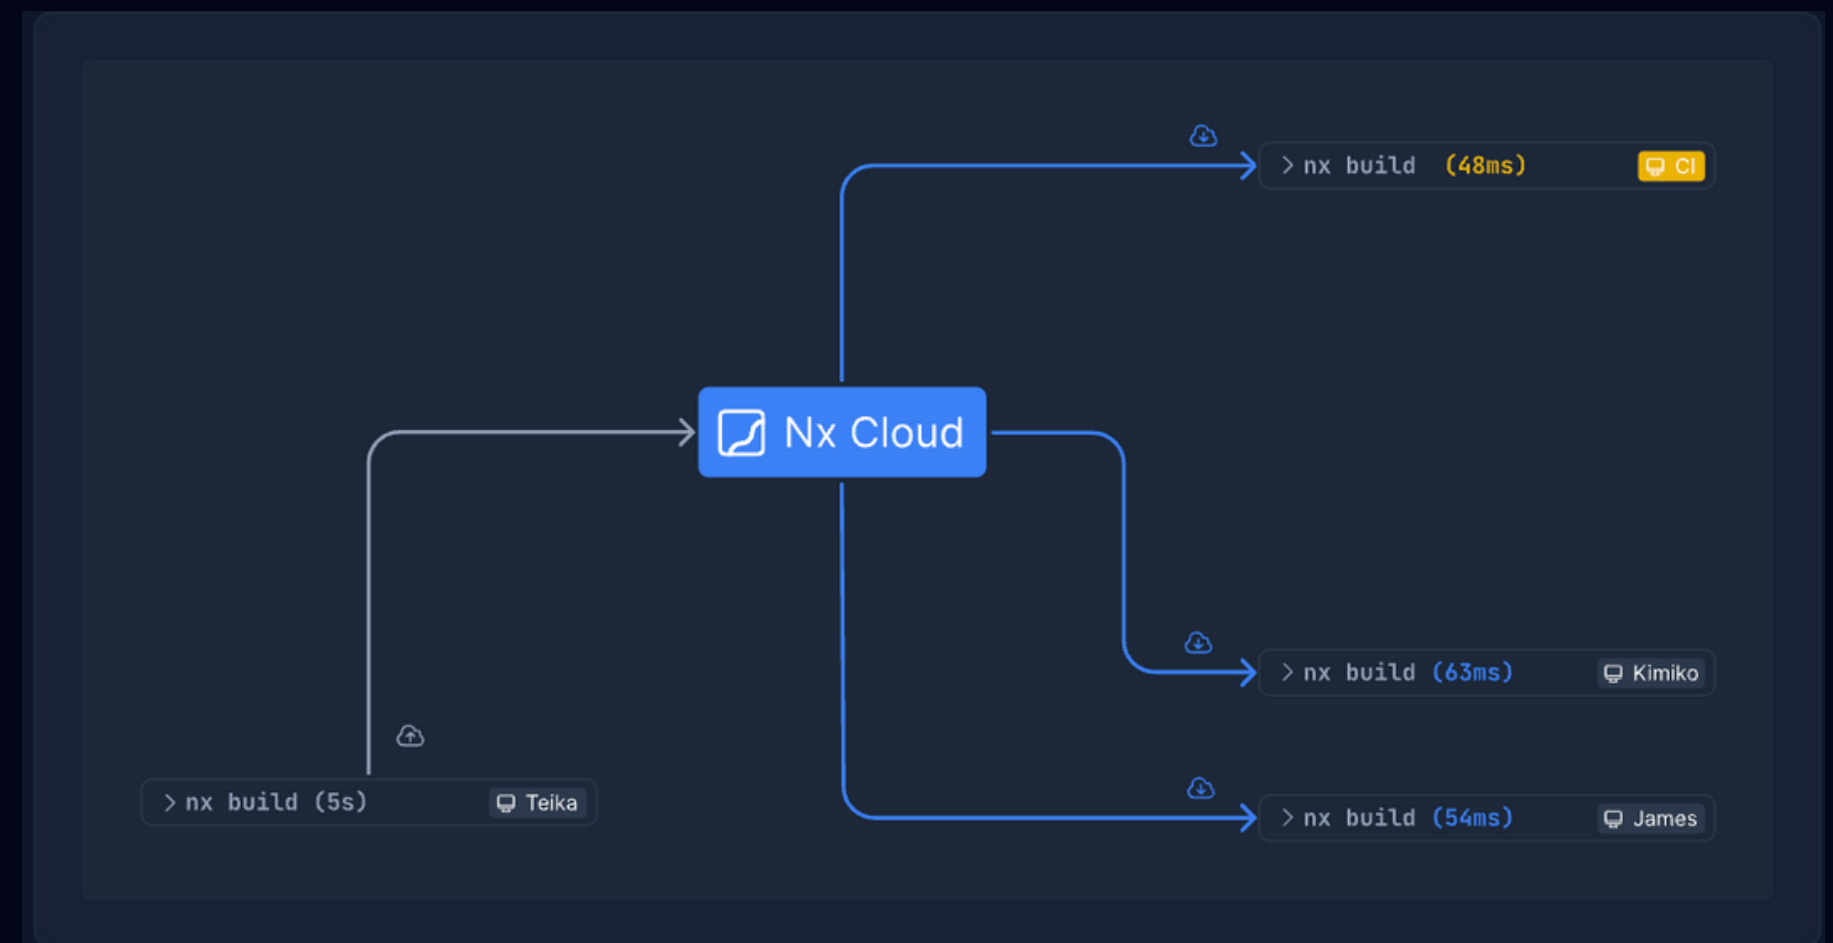 > nx build (48ms) CI
Nx Cloud
> nx build (63ms) Kimiko
> nx build (5s) Teika
> nx build (54ms) James